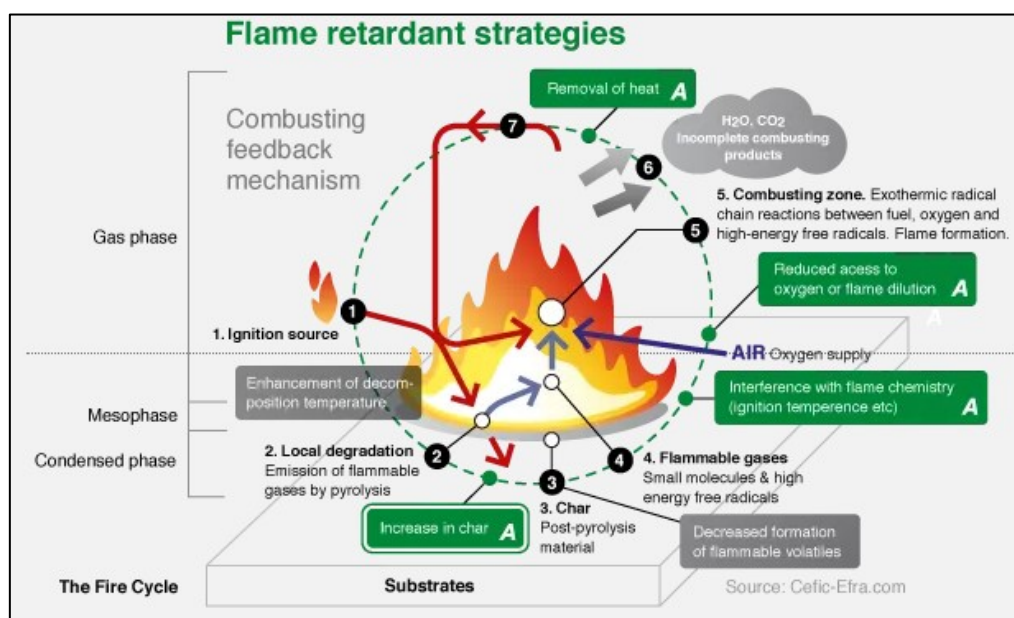 Flame retardant strategies
Removal of heat A
Combusting
feedback
mechanism
7
H2O, CO2
Incomplete combusting
products
6
5. Combusting zone. Exothermic radical
chain reactions between fuel, oxygen and
high-energy free radicals. Flame formation.
5
Gas phase
Reduced acess to
oxygen or flame dilution A
A
1
1. Ignition source
AIR Oxygen supply
Enhancement of decom-
position temperature
Interference with flame chemistry
(ignition temperence etc) A
Mesophase
Condensed phase
2. Local degradation
Emission of flammable
gases by pyrolysis
2
4
4. Flammable gases
Small molecules & high
energy free radicals
3
3. Char
Post-pyrolysis
material
Increase in char A
Decreased formation
of flammable volatiles
The Fire Cycle
Substrates
Source: Cefic-Efra.com